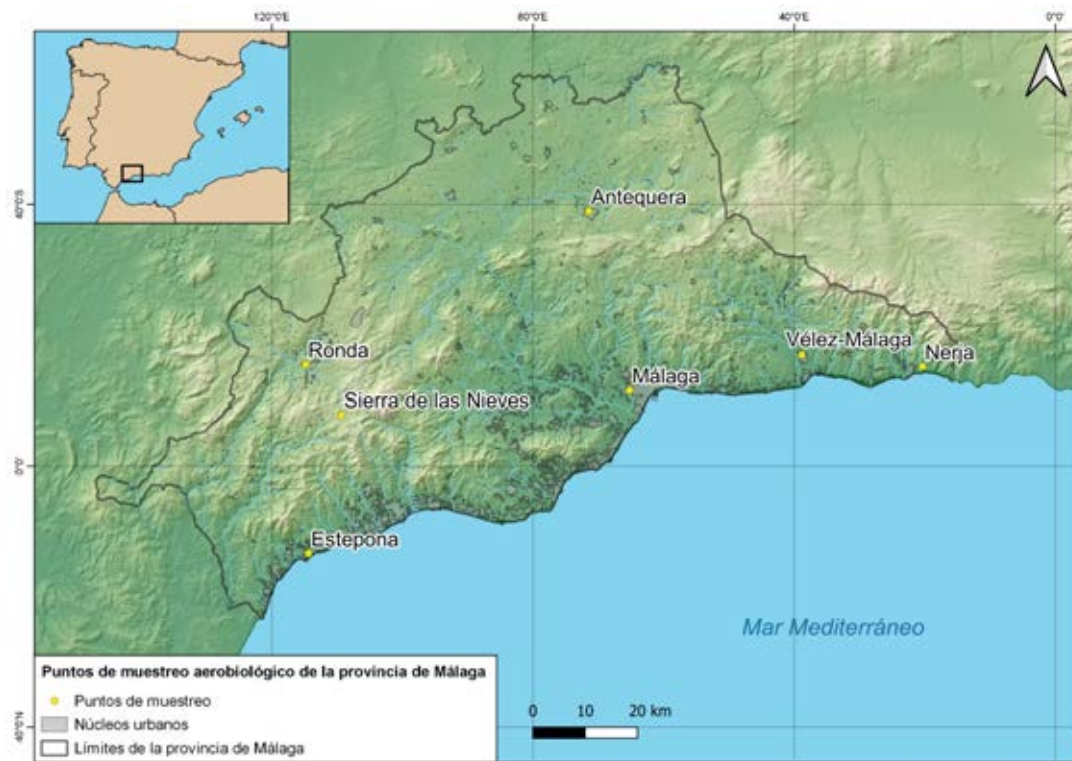 120°0'E 80°0'E 40°0'E 0°0'
40°0'S
Antequera
Ronda
Vélez-Málaga
Nerja
Málaga
Sierra de las Nieves
0°0'
Estepona
Mar Mediterráneo
Puntos de muestreo aerobiológico de la provincia de Málaga
Puntos de muestreo
Núcleos urbanos
Límites de la provincia de Málaga
0 10 20 km
40°0'N